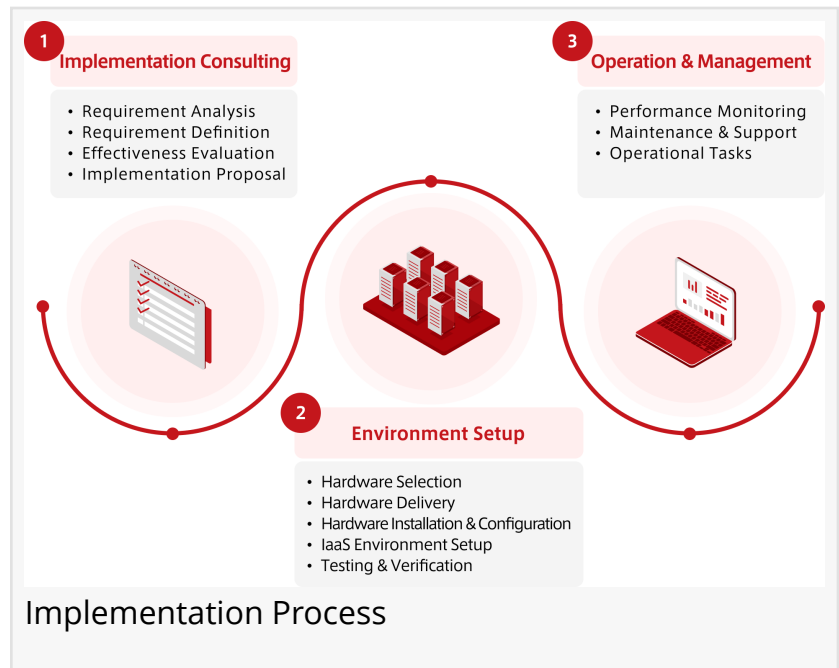 1
Implementation Consulting
• Requirement Analysis
• Requirement Definition
• Effectiveness Evaluation
• Implementation Proposal
2
Environment Setup
• Hardware Selection
• Hardware Delivery
• Hardware Installation & Configuration
• IaaS Environment Setup
• Testing & Verification
3
Operation & Management
• Performance Monitoring
• Maintenance & Support
• Operational Tasks
Implementation Process